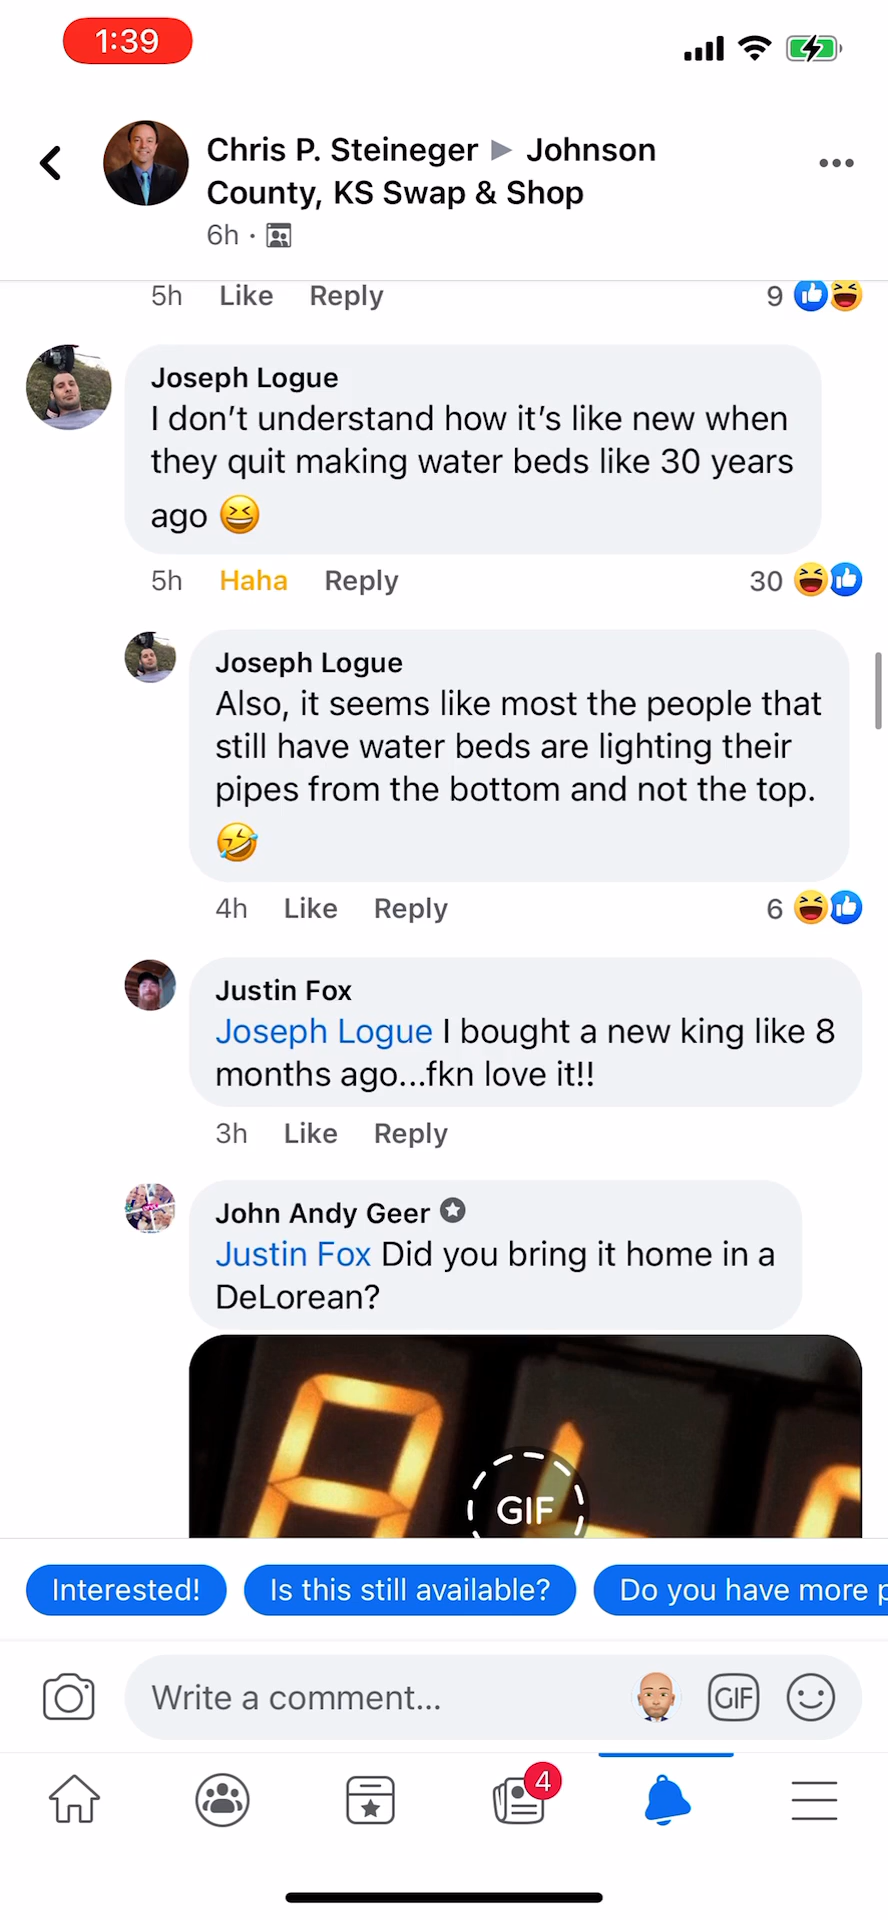 1:39
Chris P. Steineger ▶ Johnson
County, KS Swap & Shop
6h ·
5h Like Reply 9
Joseph Logue
I don't understand how it's like new when
they quit making water beds like 30 years
ago 😆
5h Haha Reply 30
Joseph Logue
Also, it seems like most the people that
still have water beds are lighting their
pipes from the bottom and not the top.
🤣
4h Like Reply 6
Justin Fox
Joseph Logue I bought a new king like 8
months ago...fkn love it!!
3h Like Reply
John Andy Geer
Justin Fox Did you bring it home in a
DeLorean?
GIF
Interested! Is this still available? Do you have more p
Write a comment... GIF
4